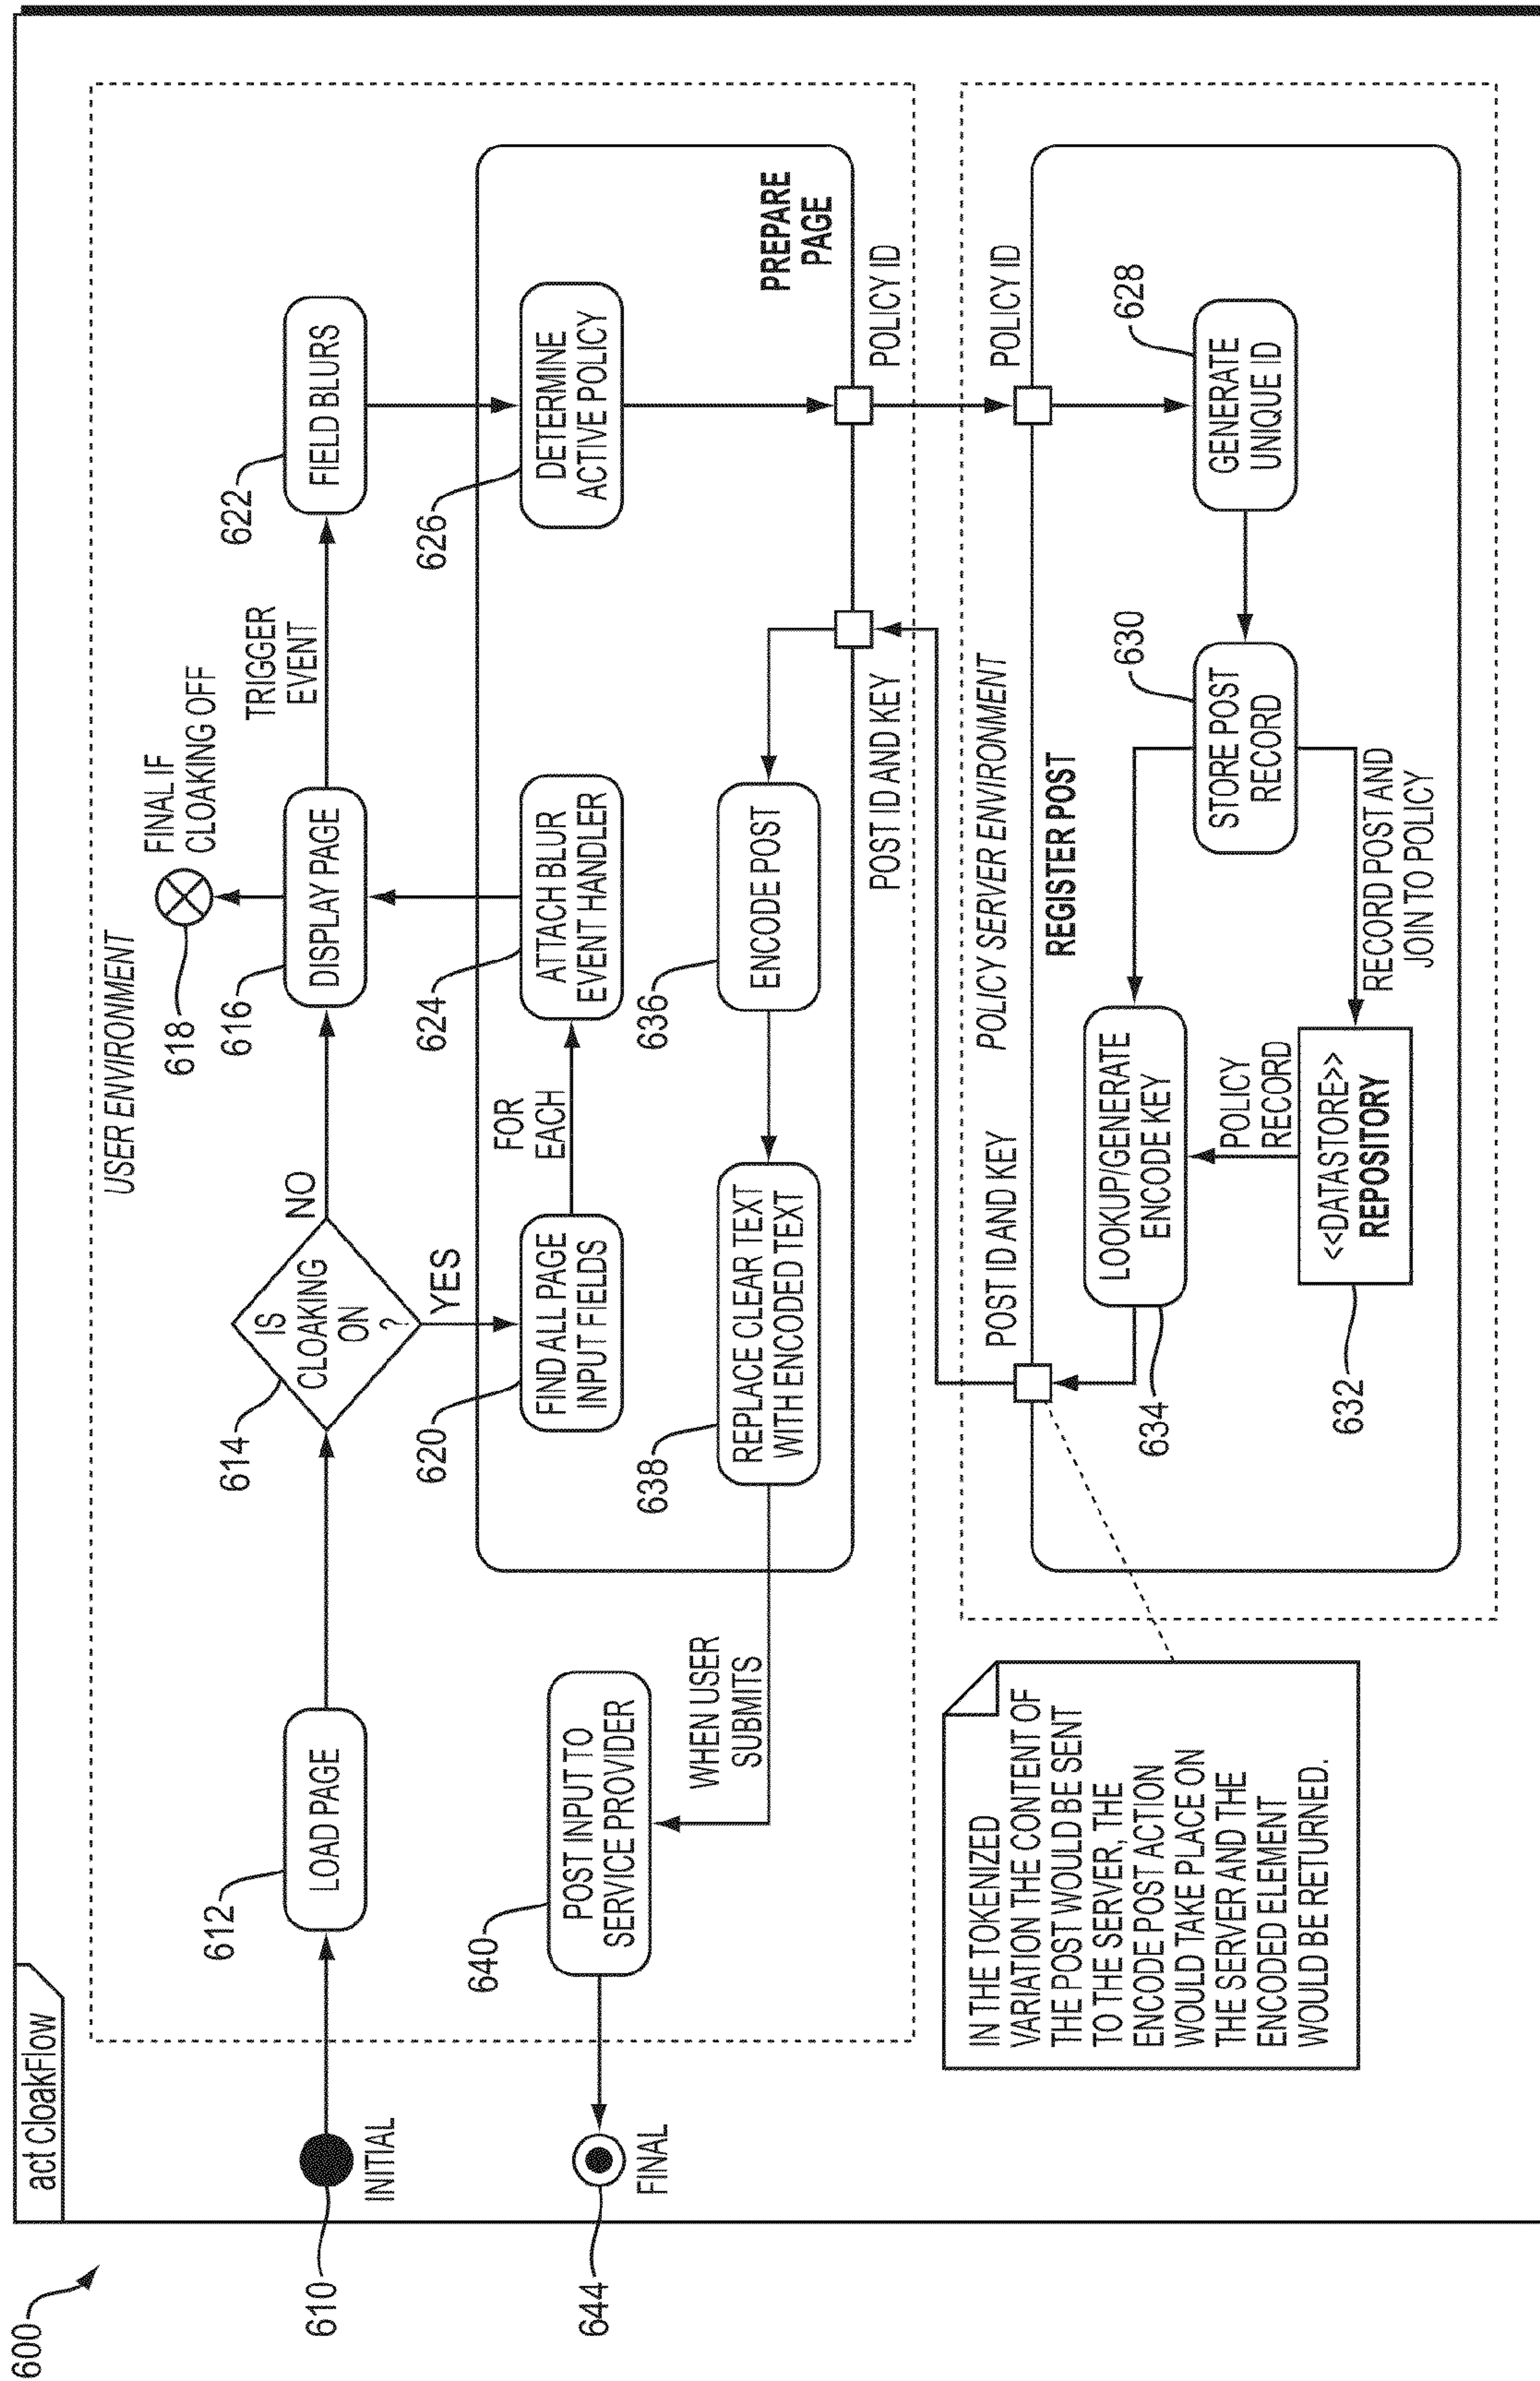 600
act CloakFlow
USER ENVIRONMENT
610
INITIAL
612
LOAD PAGE
614
IS
CLOAKING
ON
?
NO
YES
616
DISPLAY PAGE
618
FINAL IF
CLOAKING OFF
TRIGGER
EVENT
622
FIELD BLURS
620
FIND ALL PAGE
INPUT FIELDS
FOR
EACH
624
ATTACH BLUR
EVENT HANDLER
626
DETERMINE
ACTIVE POLICY
PREPARE
PAGE
636
ENCODE POST
638
REPLACE CLEAR TEXT
WITH ENCODED TEXT
WHEN USER
SUBMITS
640
POST INPUT TO
SERVICE PROVIDER
644
FINAL
POST ID AND KEY
POLICY ID
POLICY SERVER ENVIRONMENT
POST ID AND KEY
POLICY ID
REGISTER POST
628
GENERATE
UNIQUE ID
630
STORE POST
RECORD
RECORD POST AND
JOIN TO POLICY
634
LOOKUP/GENERATE
ENCODE KEY
POLICY
RECORD
632
<<DATASTORE>>
REPOSITORY
IN THE TOKENIZED
VARIATION THE CONTENT OF
THE POST WOULD BE SENT
TO THE SERVER, THE
ENCODE POST ACTION
WOULD TAKE PLACE ON
THE SERVER AND THE
ENCODED ELEMENT
WOULD BE RETURNED.